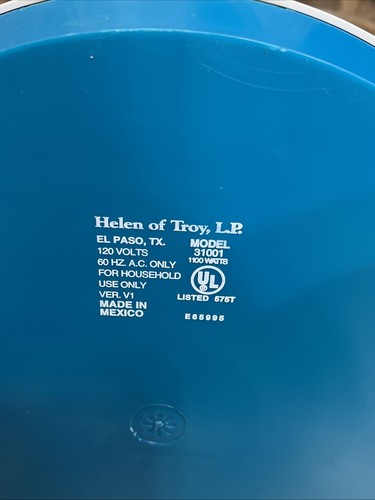 Helen of Troy, L.P.
EL PASO, TX.
120 VOLTS
60 HZ. A.C. ONLY
FOR HOUSEHOLD
USE ONLY
VER. V1
MADE IN
MEXICO
MODEL
31001
1100 WATTS
UL
LISTED 575T
E65995